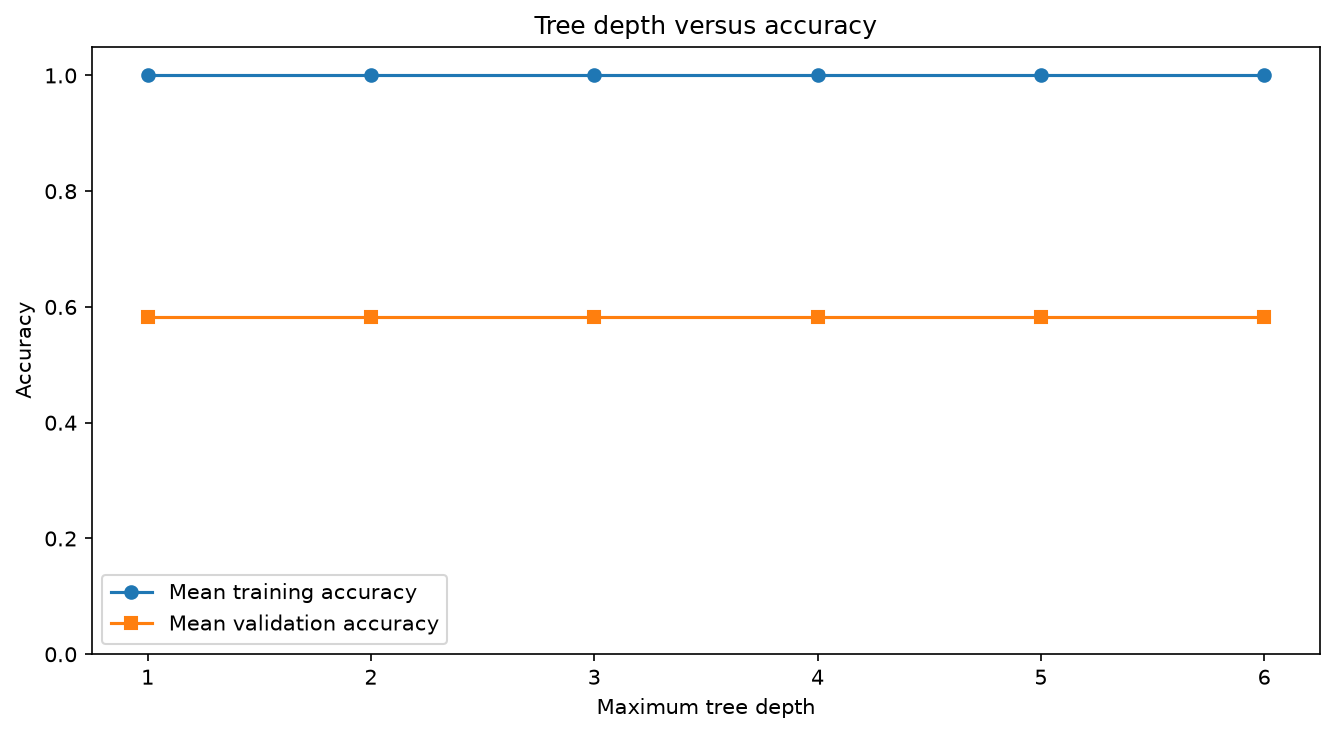 Tree depth versus accuracy
Accuracy
1.0
0.8
0.6
0.4
0.2
0.0
Mean training accuracy
Mean validation accuracy
1 2 3 4 5 6
Maximum tree depth